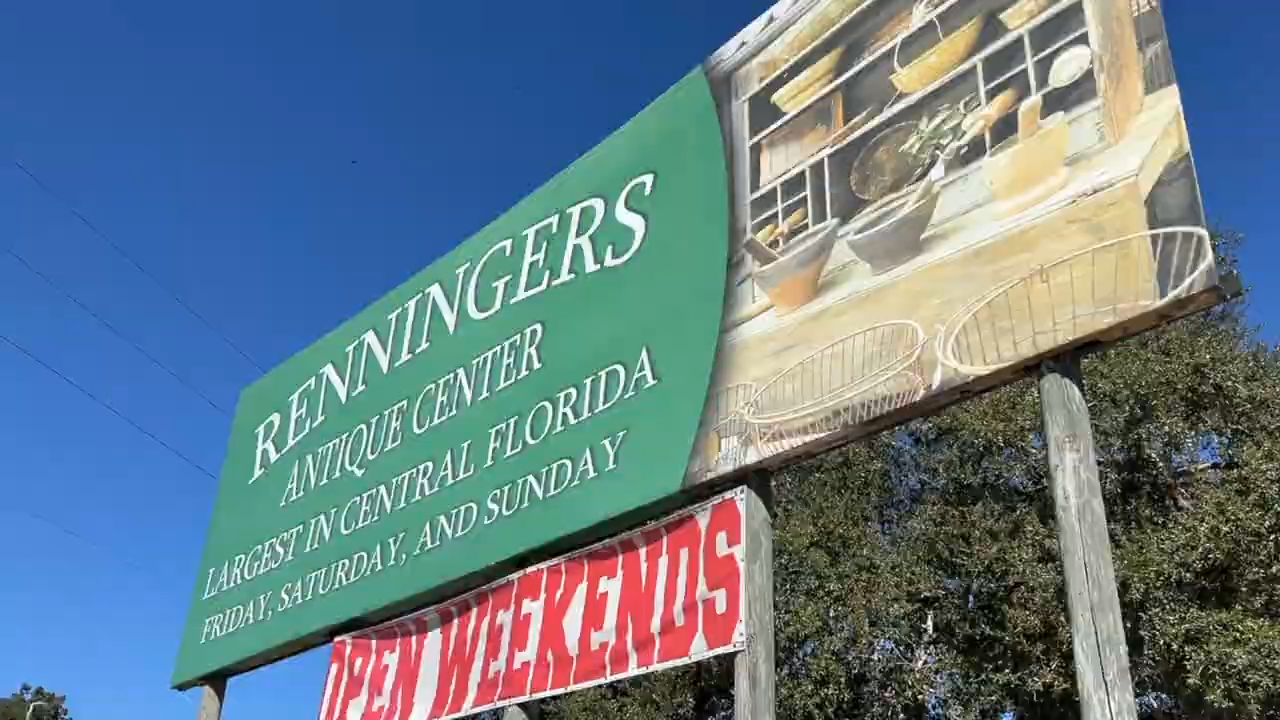 RENNINGERS
ANTIQUE CENTER
LARGEST IN CENTRAL FLORIDA
FRIDAY, SATURDAY, AND SUNDAY
OPEN WEEKENDS